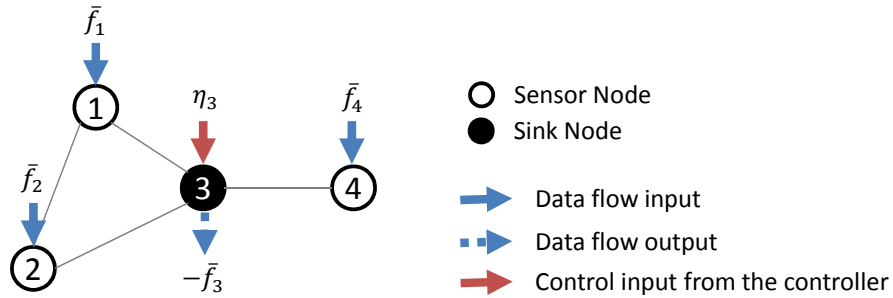 f̄₁
1
η₃
f̄₄
f̄₂
3
4
2
−f̄₃
Sensor Node
Sink Node
Data flow input
Data flow output
Control input from the controller